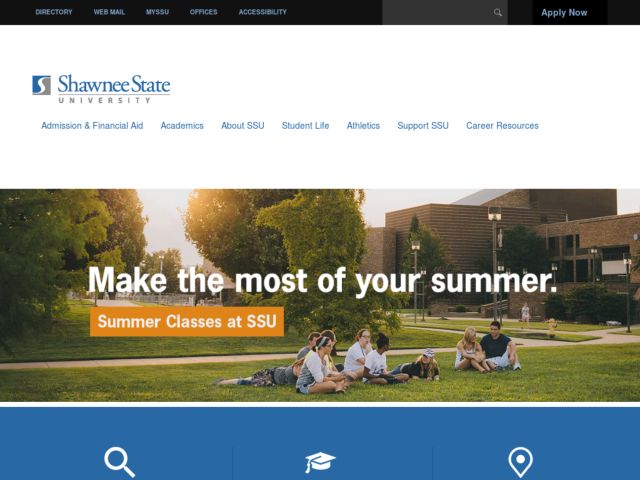 DIRECTORY WEB MAIL MYSSU OFFICES ACCESSIBILITY Apply Now
Shawnee State
UNIVERSITY
Admission & Financial Aid Academics About SSU Student Life Athletics Support SSU Career Resources
Make the most of your summer.
Summer Classes at SSU